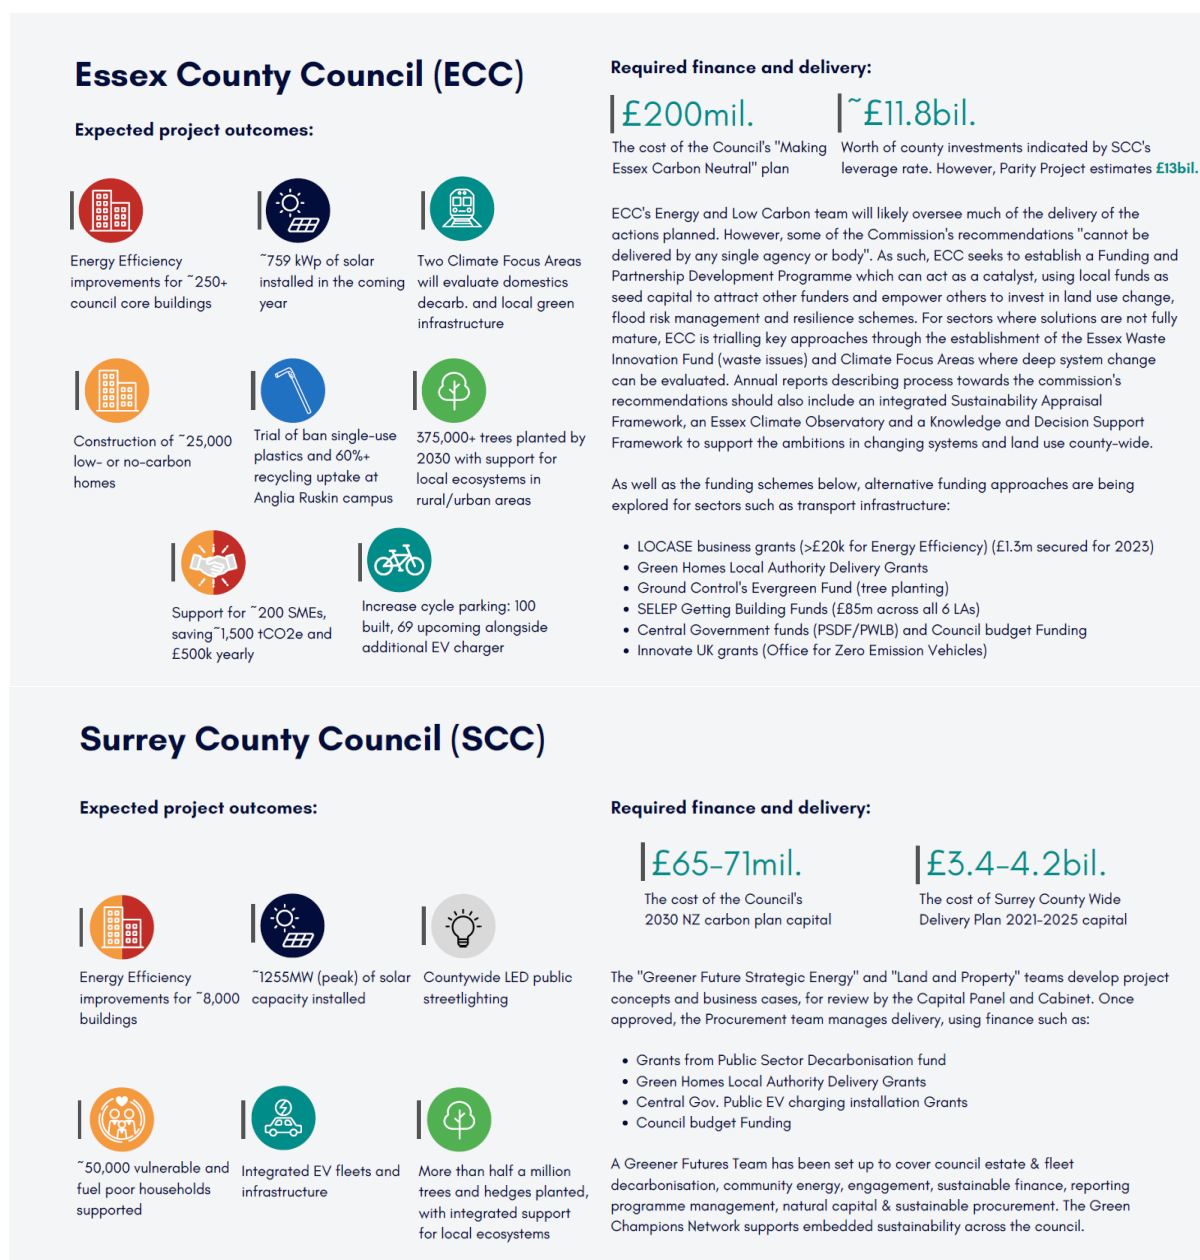 Essex County Council (ECC)
Expected project outcomes:
Energy Efficiency
improvements for ~250+
council core buildings
~759 kWp of solar
installed in the coming
year
Two Climate Focus Areas
will evaluate domestics
decarb. and local green
infrastructure
Construction of ~25,000
low- or no-carbon
homes
Trial of ban single-use
plastics and 60%+
recycling uptake at
Anglia Ruskin campus
375,000+ trees planted by
2030 with support for
local ecosystems in
rural/urban areas
Support for ~200 SMEs,
saving~1,500 tCO2e and
£500k yearly
Increase cycle parking: 100
built, 69 upcoming alongside
additional EV charger
Required finance and delivery:
£200mil.
The cost of the Council's "Making
Essex Carbon Neutral" plan
~£11.8bil.
Worth of county investments indicated by SCC's
leverage rate. However, Parity Project estimates £13bil.
ECC's Energy and Low Carbon team will likely oversee much of the delivery of the
actions planned. However, some of the Commission's recommendations "cannot be
delivered by any single agency or body". As such, ECC seeks to establish a Funding and
Partnership Development Programme which can act as a catalyst, using local funds as
seed capital to attract other funders and empower others to invest in land use change,
flood risk management and resilience schemes. For sectors where solutions are not fully
mature, ECC is trialling key approaches through the establishment of the Essex Waste
Innovation Fund (waste issues) and Climate Focus Areas where deep system change
can be evaluated. Annual reports describing process towards the commission's
recommendations should also include an integrated Sustainability Appraisal
Framework, an Essex Climate Observatory and a Knowledge and Decision Support
Framework to support the ambitions in changing systems and land use county-wide.
As well as the funding schemes below, alternative funding approaches are being
explored for sectors such as transport infrastructure:
• LOCASE business grants (>£20k for Energy Efficiency) (£1.3m secured for 2023)
• Green Homes Local Authority Delivery Grants
• Ground Control's Evergreen Fund (tree planting)
• SELEP Getting Building Funds (£85m across all 6 LAs)
• Central Government funds (PSDF/PWLB) and Council budget Funding
• Innovate UK grants (Office for Zero Emission Vehicles)
Surrey County Council (SCC)
Expected project outcomes:
Energy Efficiency
improvements for ~8,000
buildings
~1255MW (peak) of solar
capacity installed
Countywide LED public
streetlighting
~50,000 vulnerable and
fuel poor households
supported
Integrated EV fleets and
infrastructure
More than half a million
trees and hedges planted,
with integrated support
for local ecosystems
Required finance and delivery:
£65-71mil.
The cost of the Council's
2030 NZ carbon plan capital
£3.4-4.2bil.
The cost of Surrey County Wide
Delivery Plan 2021-2025 capital
The "Greener Future Strategic Energy" and "Land and Property" teams develop project
concepts and business cases, for review by the Capital Panel and Cabinet. Once
approved, the Procurement team manages delivery, using finance such as:
• Grants from Public Sector Decarbonisation fund
• Green Homes Local Authority Delivery Grants
• Central Gov. Public EV charging installation Grants
• Council budget Funding
A Greener Futures Team has been set up to cover council estate & fleet
decarbonisation, community energy, engagement, sustainable finance, reporting
programme management, natural capital & sustainable procurement. The Green
Champions Network supports embedded sustainability across the council.